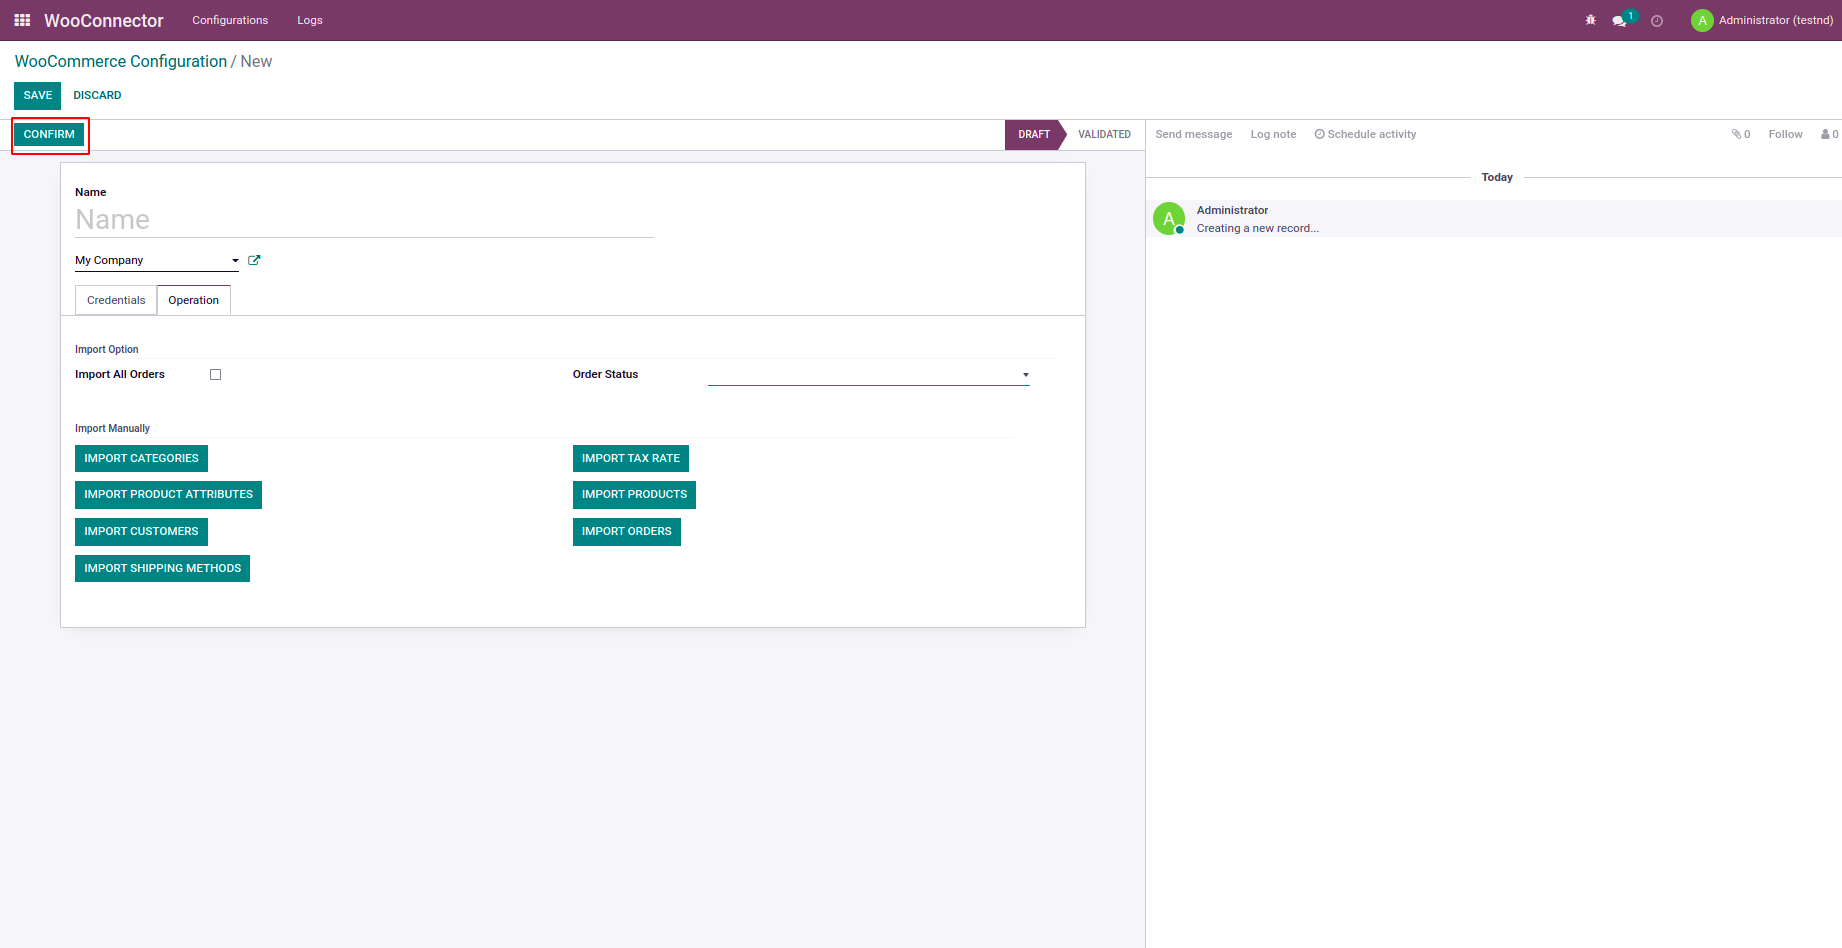 WooConnector Configurations Logs 1 A Administrator (testnd)
WooCommerce Configuration / New
SAVE DISCARD
CONFIRM DRAFT VALIDATED Send message Log note Schedule activity 0 Follow 0
Today
Name
Name
A Administrator
Creating a new record...
My Company
Credentials Operation
Import Option
Import All Orders Order Status
Import Manually
IMPORT CATEGORIES IMPORT TAX RATE
IMPORT PRODUCT ATTRIBUTES IMPORT PRODUCTS
IMPORT CUSTOMERS IMPORT ORDERS
IMPORT SHIPPING METHODS